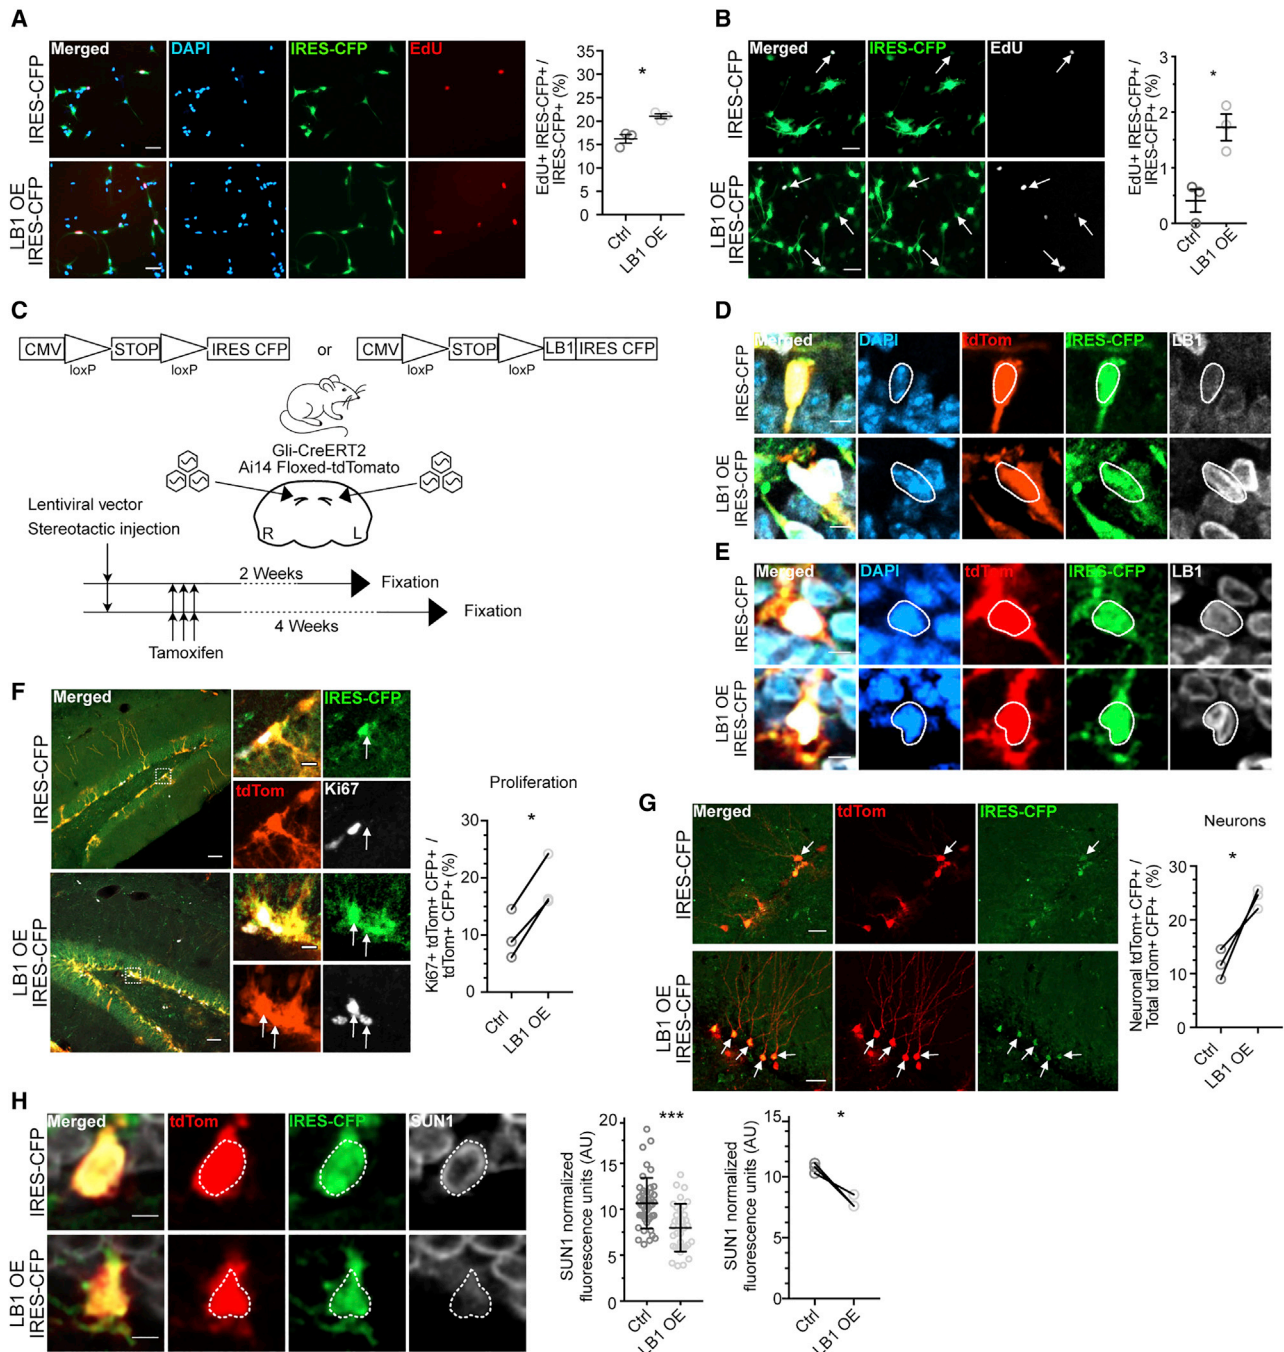 A
Merged
DAPI
IRES-CFP
EdU
IRES-CFP
LB1 OE
IRES-CFP
EdU+ IRES-CFP+ /
IRES-CFP+ (%)
35
30
25
20
15
10
5
0
*
Ctrl
LB1 OE
B
Merged
IRES-CFP
EdU
IRES-CFP
LB1 OE
IRES-CFP
EdU+ IRES-CFP+ /
IRES-CFP+ (%)
3
2
1
0
*
Ctrl
LB1 OE
C
CMV
STOP
IRES CFP
or
CMV
STOP
LB1
IRES CFP
loxP
loxP
loxP
loxP
Gli-CreERT2
Ai14 Floxed-tdTomato
Lentiviral vector
Stereotactic injection
R
L
2 Weeks
Fixation
4 Weeks
Fixation
Tamoxifen
D
Merged
DAPI
tdTom
IRES-CFP
LB1
IRES-CFP
LB1 OE
IRES-CFP
E
Merged
DAPI
tdTom
IRES-CFP
LB1
IRES-CFP
LB1 OE
IRES-CFP
F
Merged
IRES-CFP
tdTom
Ki67
IRES-CFP
LB1 OE
IRES-CFP
Proliferation
Ki67+ tdTom+ CFP+ /
tdTom+ CFP+ (%)
30
20
10
0
*
Ctrl
LB1 OE
G
Merged
tdTom
IRES-CFP
IRES-CFP
LB1 OE
IRES-CFP
Neurons
Neuronal tdTom+ CFP+ /
Total tdTom+ CFP+ (%)
30
20
10
0
*
Ctrl
LB1 OE
H
Merged
tdTom
IRES-CFP
SUN1
IRES-CFP
LB1 OE
IRES-CFP
SUN1 normalized
fluorescence units (AU)
20
15
10
5
0
***
Ctrl
LB1 OE
SUN1 normalized
fluorescence units (AU)
15
10
5
0
*
Ctrl
LB1 OE